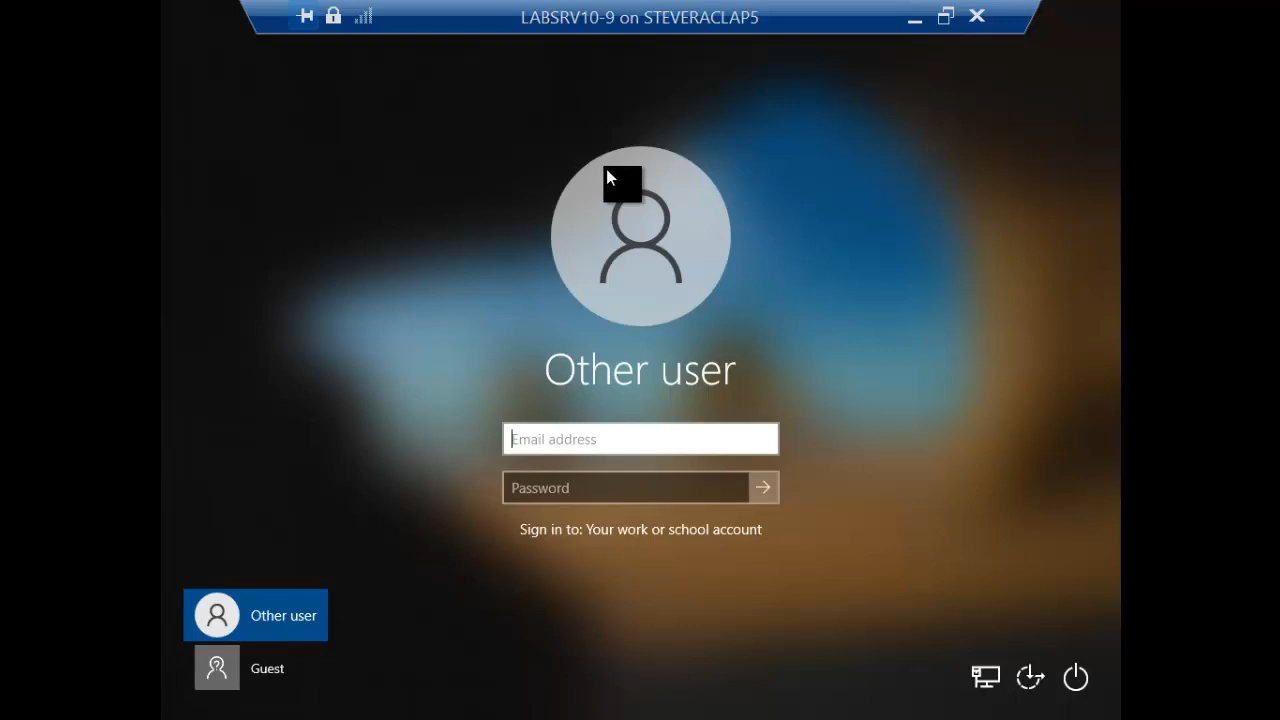 LABSRV10-9 on STEVERACLAP5
Other user
Email address
Password
Sign in to: Your work or school account
Other user
Guest